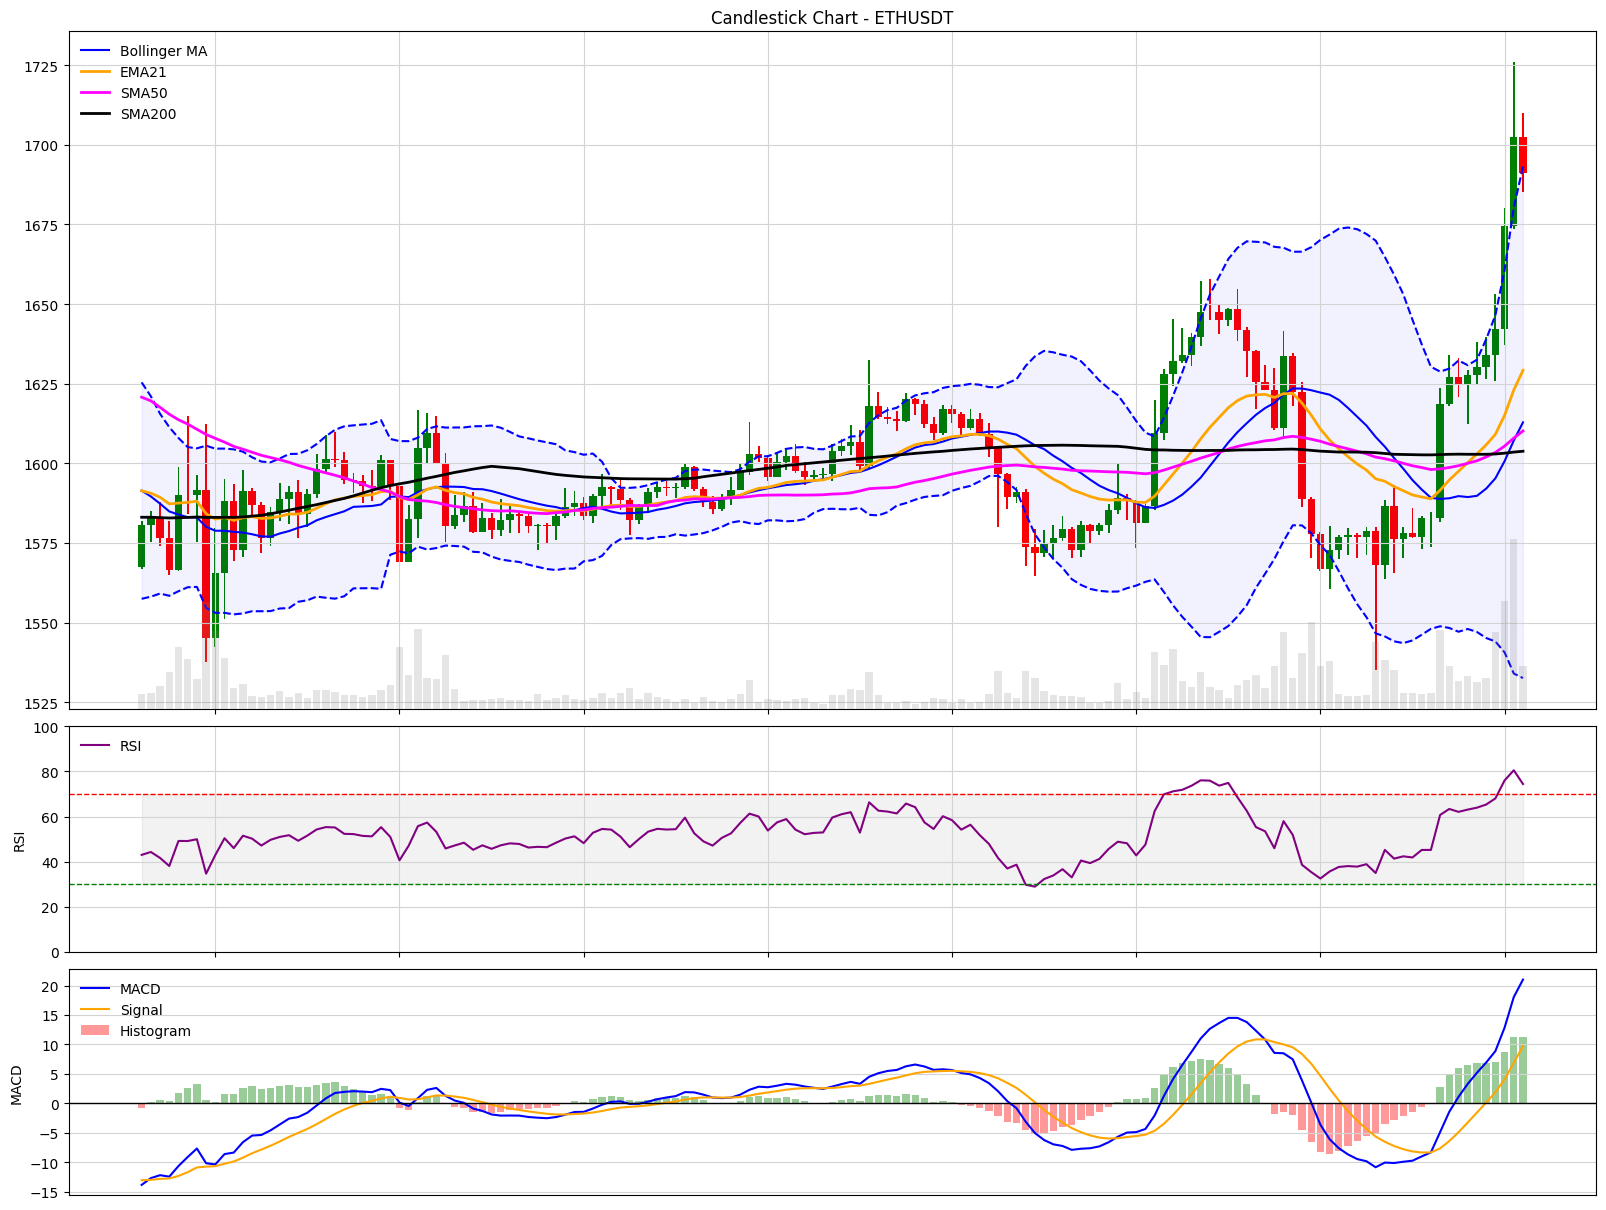 Candlestick Chart - ETHUSDT
Bollinger MA
EMA21
SMA50
SMA200
1725
1700
1675
1650
1625
1600
1575
1550
1525
RSI
100
80
60
40
20
0
RSI
MACD
Signal
Histogram
20
15
10
5
0
−5
−10
−15
MACD